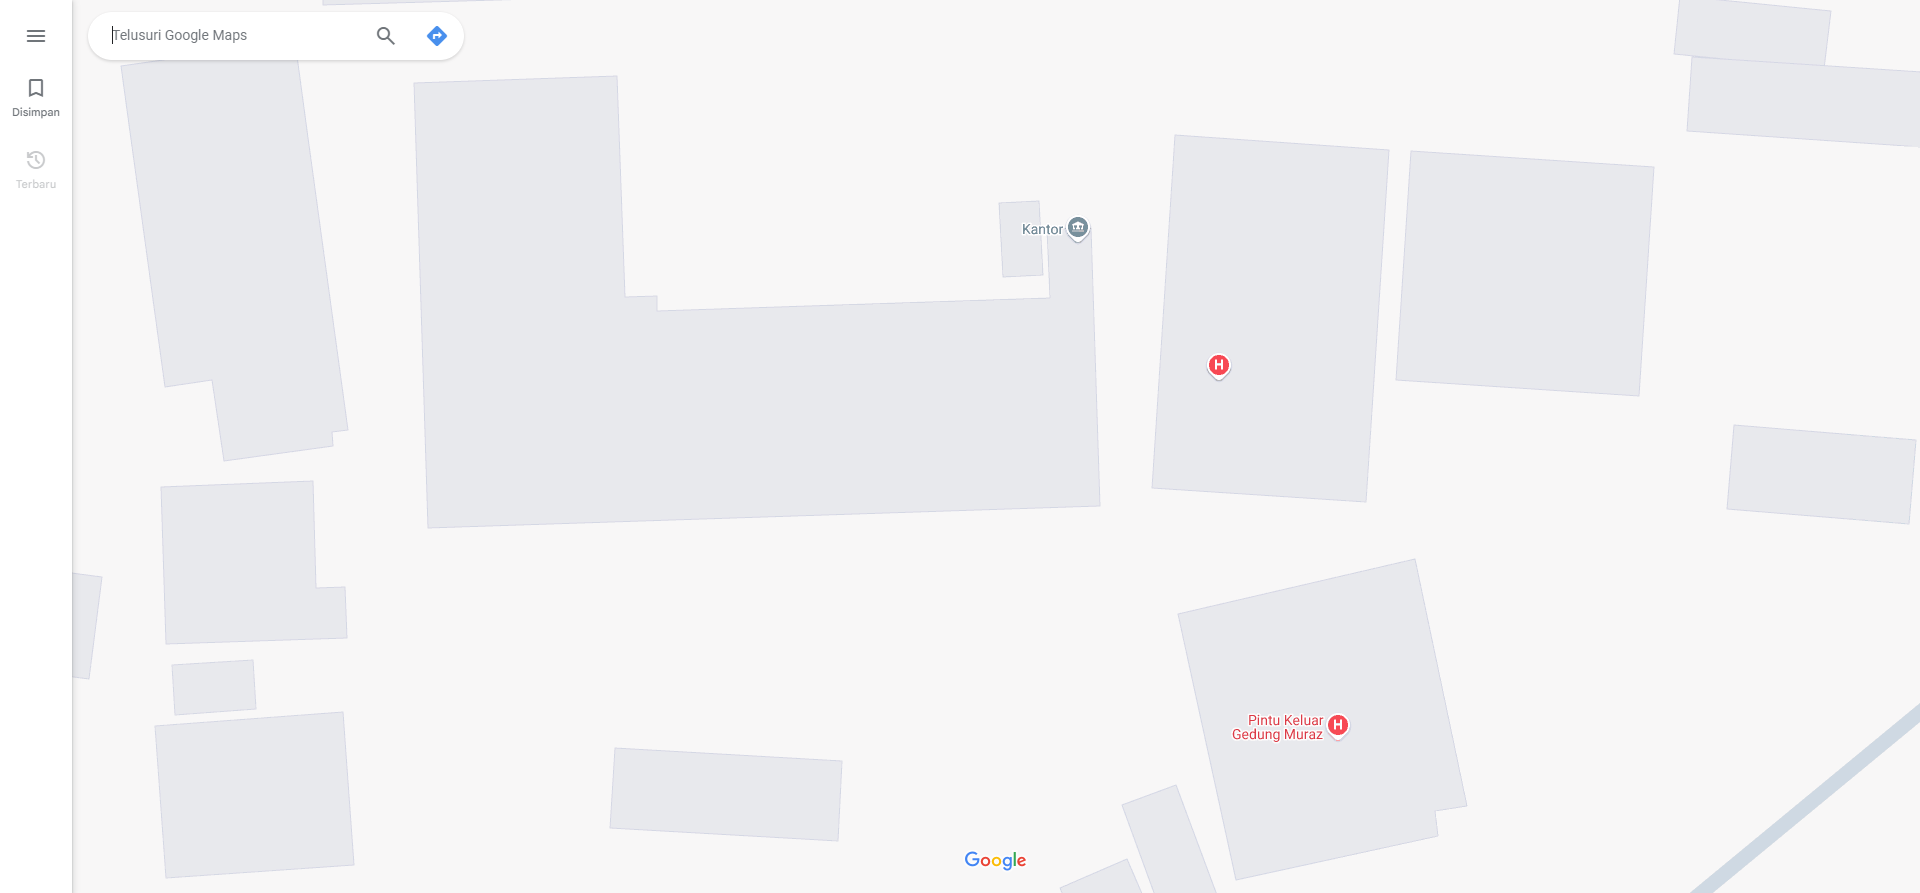 Telusuri Google Maps
Disimpan
Terbaru
Kantor
H
Pintu Keluar
Gedung Muraz
H
Google